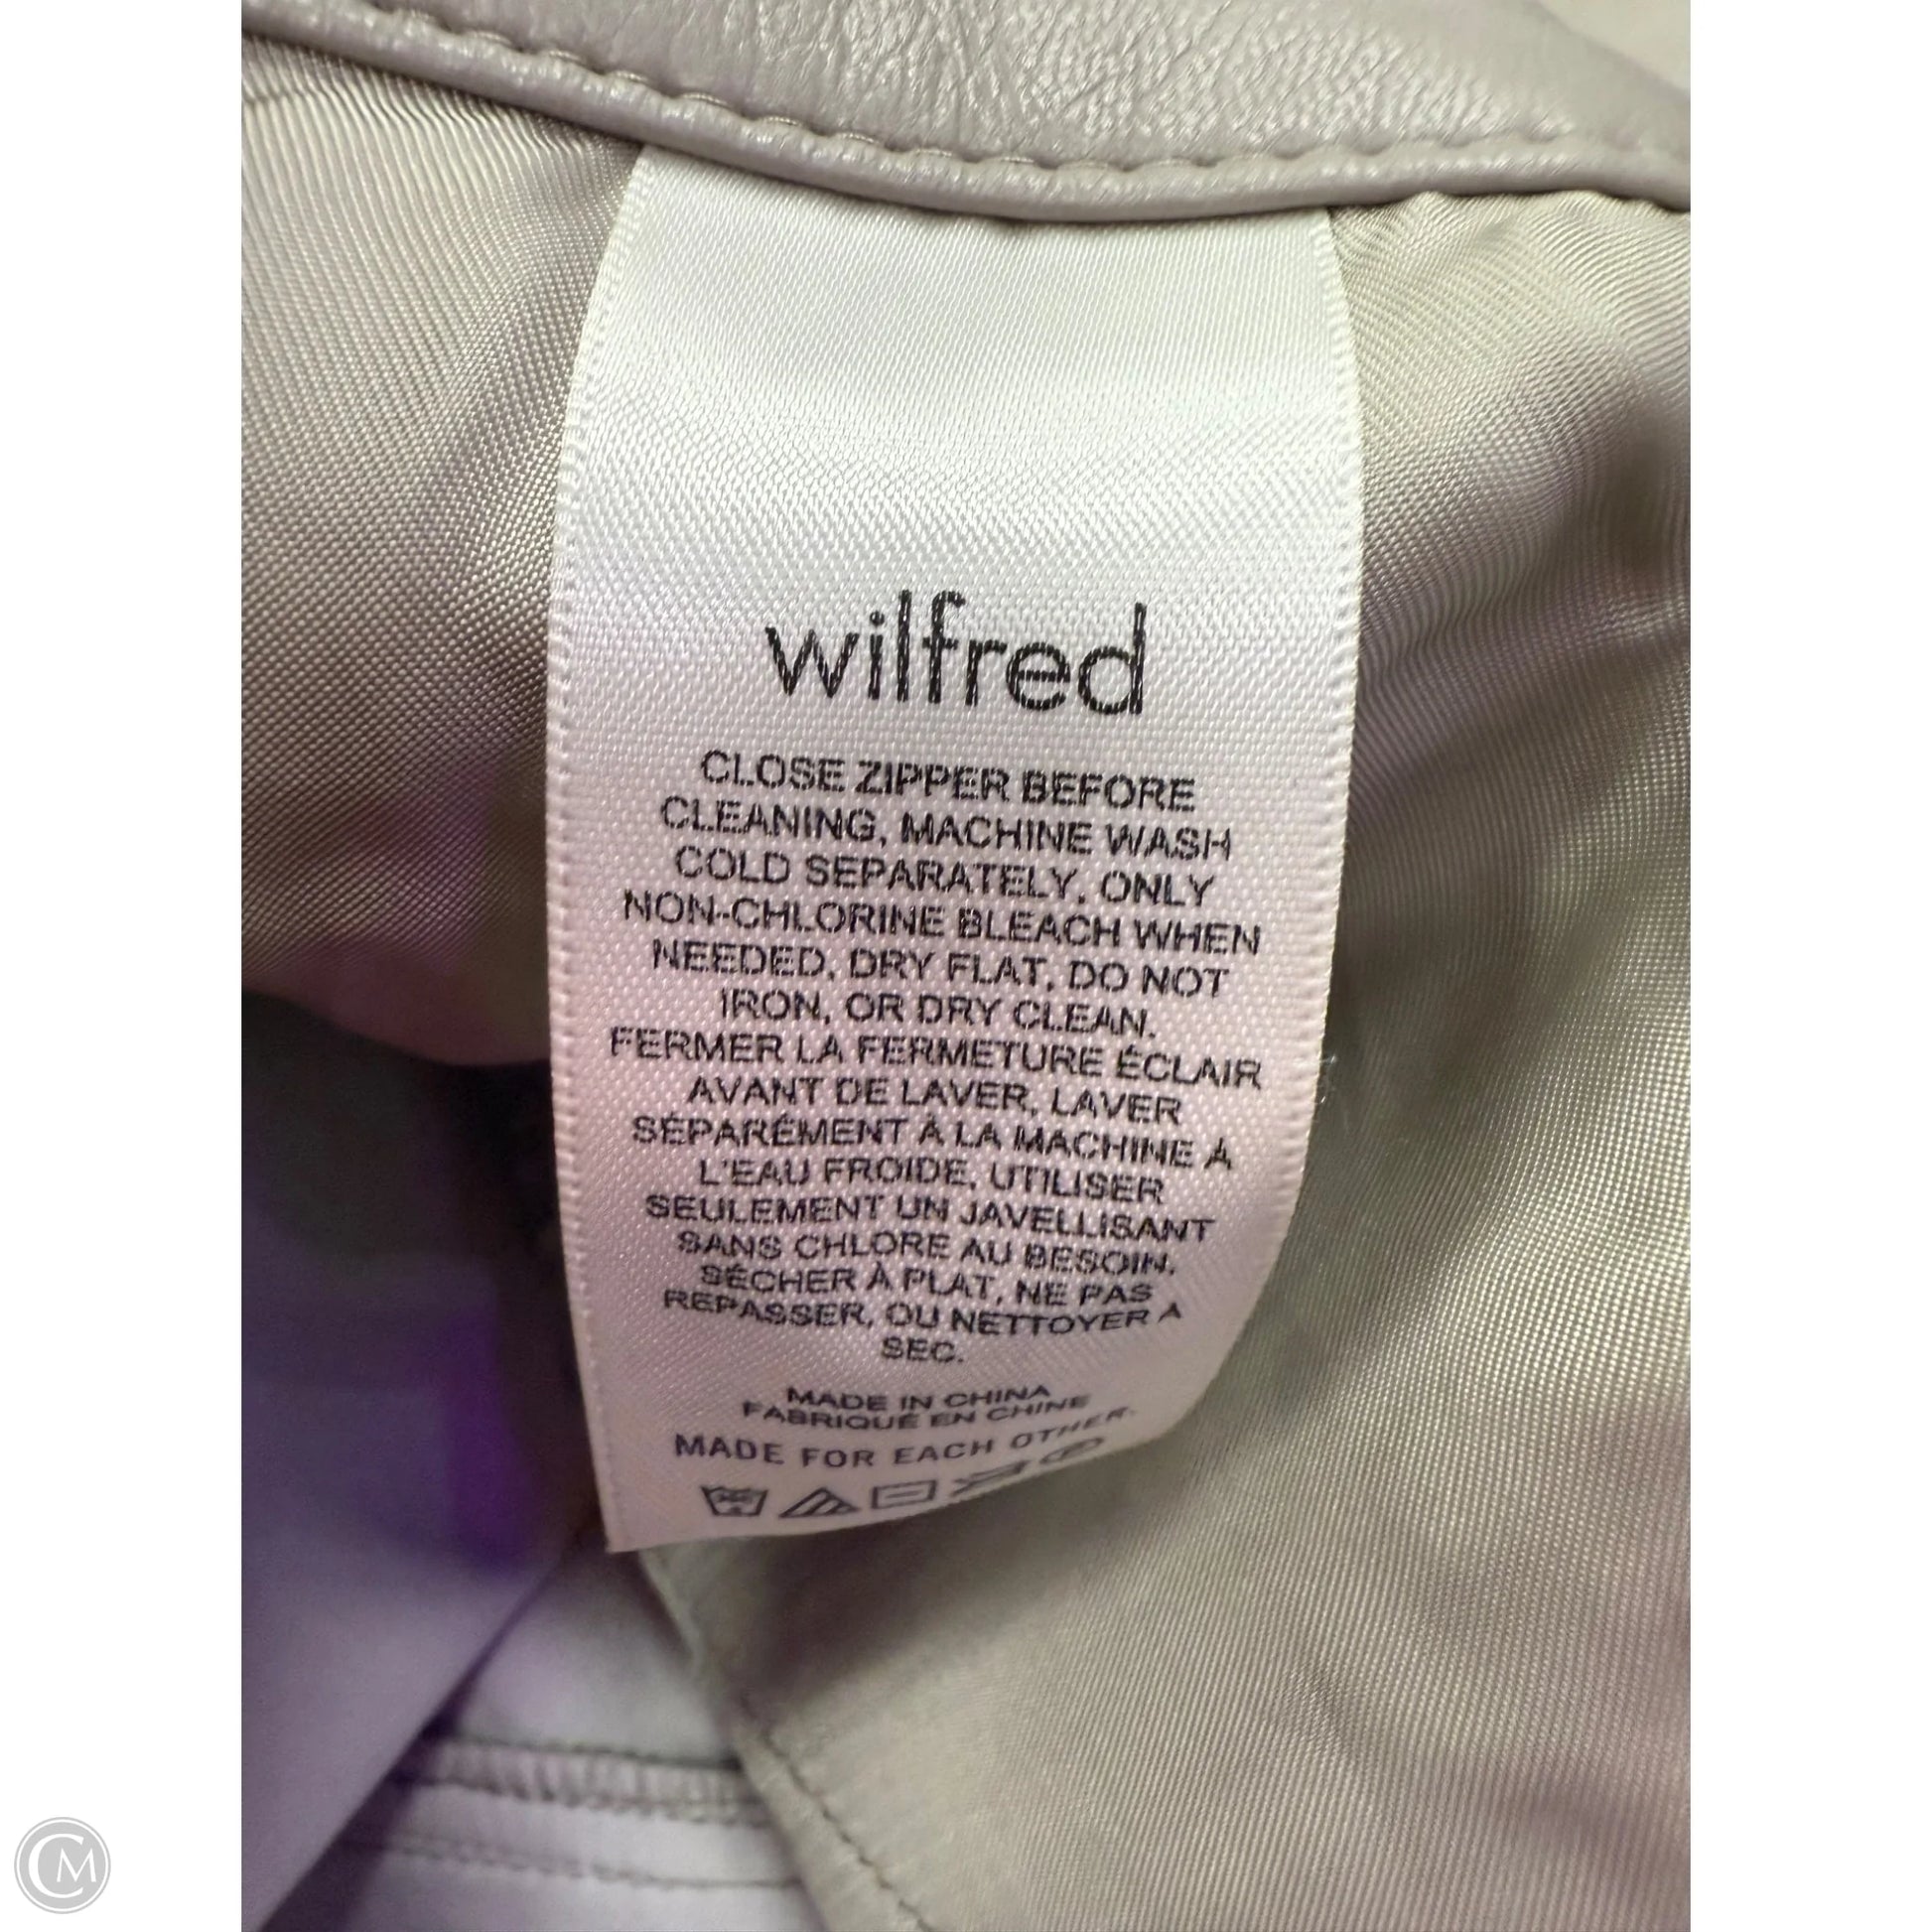 wilfred
CLOSE ZIPPER BEFORE
CLEANING, MACHINE WASH
COLD SEPARATELY, ONLY
NON-CHLORINE BLEACH WHEN
NEEDED, DRY FLAT, DO NOT
IRON, OR DRY CLEAN.
FERMER LA FERMETURE ÉCLAIR
AVANT DE LAVER, LAVER
SÉPARÉMENT À LA MACHINE À
L'EAU FROIDE, UTILISER
SEULEMENT UN JAVELLISANT
SANS CHLORE AU BESOIN.
SÉCHER À PLAT, NE PAS
REPASSER, OU NETTOYER A
SEC.
MADE IN CHINA
FABRIQUÉ EN CHINE
MADE FOR EACH OTHER.
CM